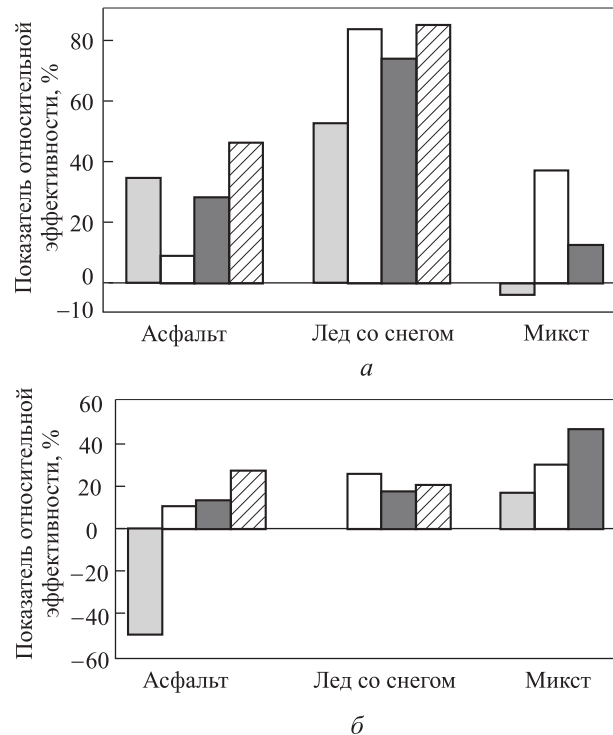 Показатель относительной
эффективности, %
80
60
40
20
0
−10
Асфальт Лед со снегом Микст
а
Показатель относительной
эффективности, %
60
40
20
0
−20
−40
−60
Асфальт Лед со снегом Микст
б